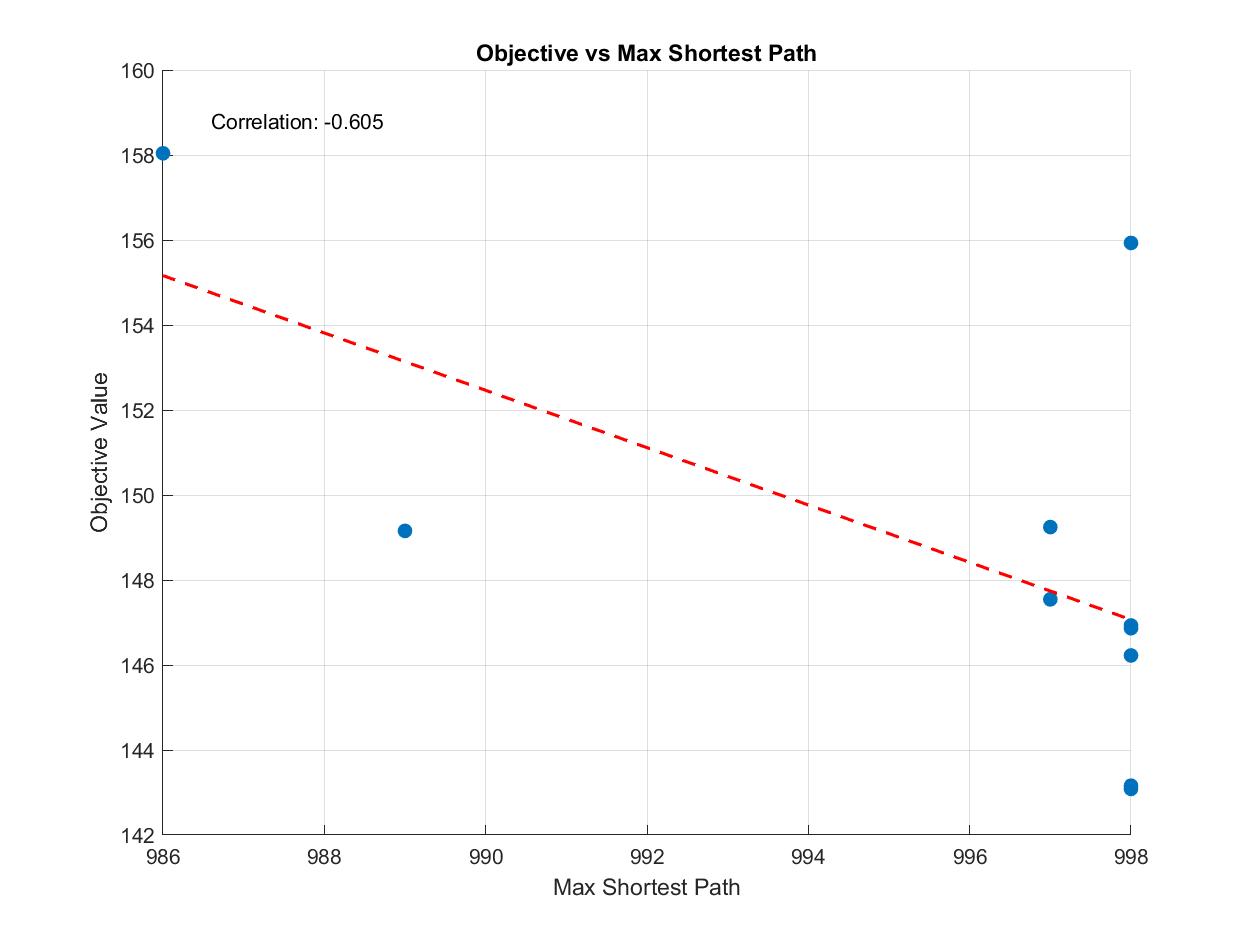 Objective vs Max Shortest Path
Correlation: -0.605
160
158
156
154
152
150
148
146
144
142
Objective Value
986 988 990 992 994 996 998
Max Shortest Path